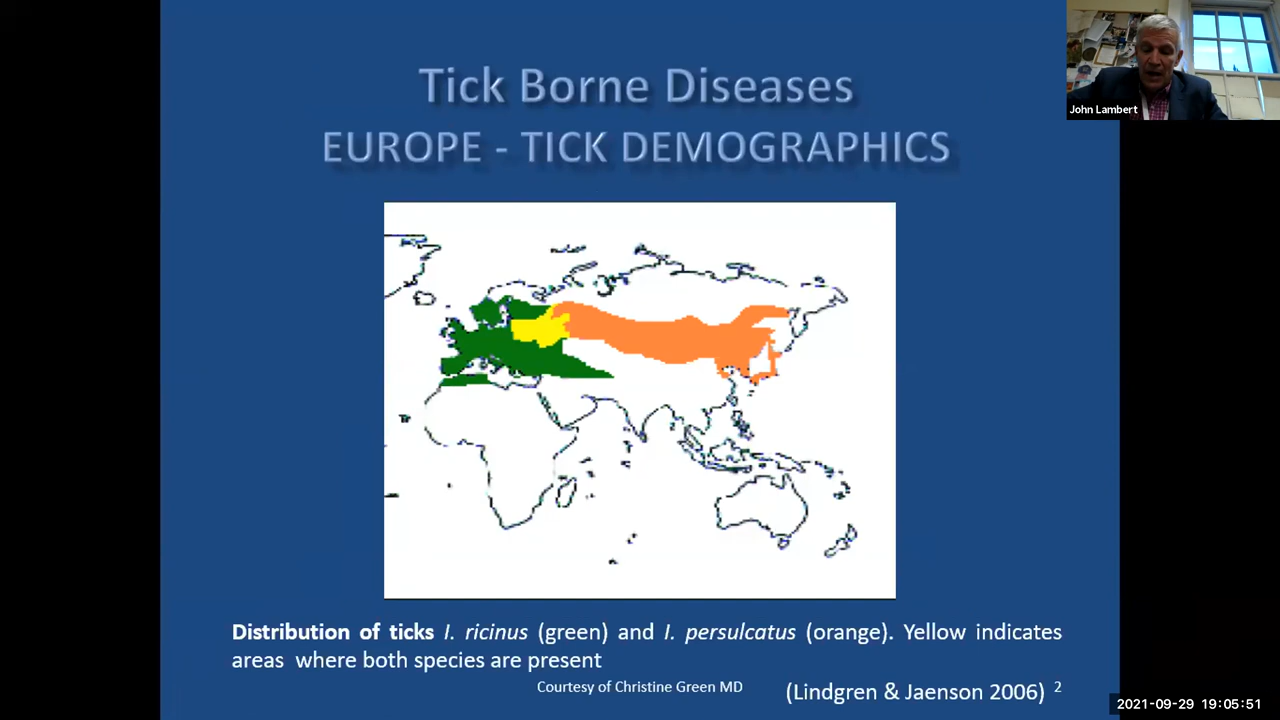 Tick Borne Diseases
EUROPE - TICK DEMOGRAPHICS
John Lambert
Distribution of ticks I. ricinus (green) and I. persulcatus (orange). Yellow indicates
areas where both species are present
Courtesy of Christine Green MD
(Lindgren & Jaenson 2006) 2
2021-09-29 19:05:51